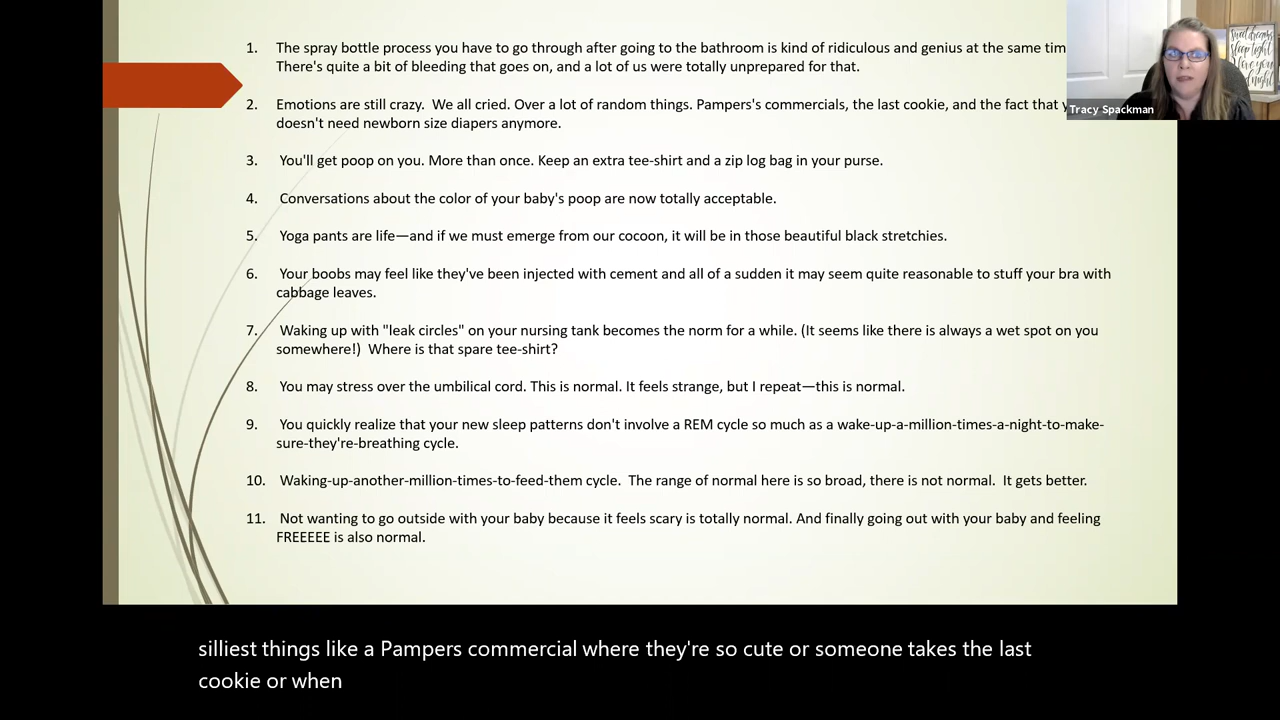 1. The spray bottle process you have to go through after going to the bathroom is kind of ridiculous and genius at the same
There's quite a bit of bleeding that goes on, and a lot of us were totally unprepared for that.
2. Emotions are still crazy.  We all cried. Over a lot of random things. Pampers's commercials, the last cookie, and the fact that
doesn't need newborn size diapers anymore.
3. You'll get poop on you. More than once. Keep an extra tee-shirt and a zip log bag in your purse.
4. Conversations about the color of your baby's poop are now totally acceptable.
5. Yoga pants are life—and if we must emerge from our cocoon, it will be in those beautiful black stretchies.
6. Your boobs may feel like they've been injected with cement and all of a sudden it may seem quite reasonable to stuff your bra with
cabbage leaves.
7. Waking up with "leak circles" on your nursing tank becomes the norm for a while. (It seems like there is always a wet spot on you
somewhere!)  Where is that spare tee-shirt?
8. You may stress over the umbilical cord. This is normal. It feels strange, but I repeat—this is normal.
9. You quickly realize that your new sleep patterns don't involve a REM cycle so much as a wake-up-a-million-times-a-night-to-make-
sure-they're-breathing cycle.
10. Waking-up-another-million-times-to-feed-them cycle.  The range of normal here is so broad, there is not normal.  It gets better.
11. Not wanting to go outside with your baby because it feels scary is totally normal. And finally going out with your baby and feeling
FREEEEE is also normal.
Tracy Spackman
sweet dreams
sleep tight
I love you
good night
silliest things like a Pampers commercial where they're so cute or someone takes the last
cookie or when